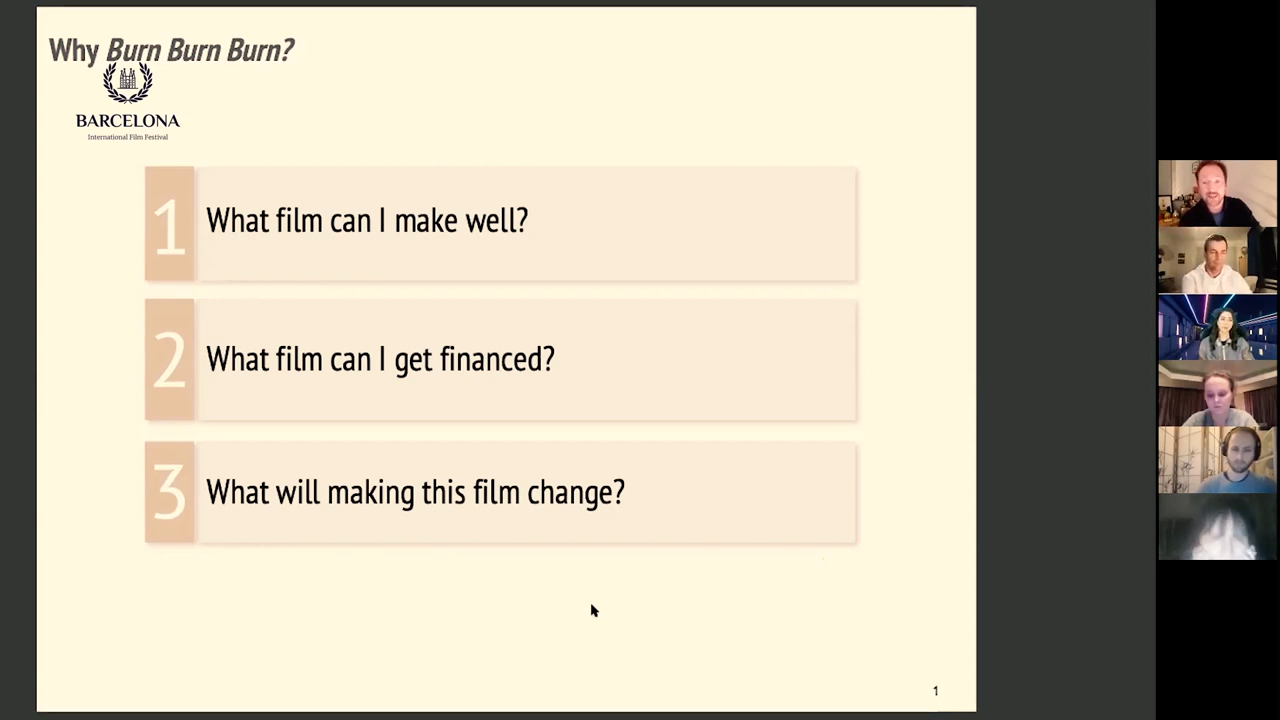 Why Burn Burn Burn?
BARCELONA
International Film Festival
1 What film can I make well?
2 What film can I get financed?
3 What will making this film change?
1